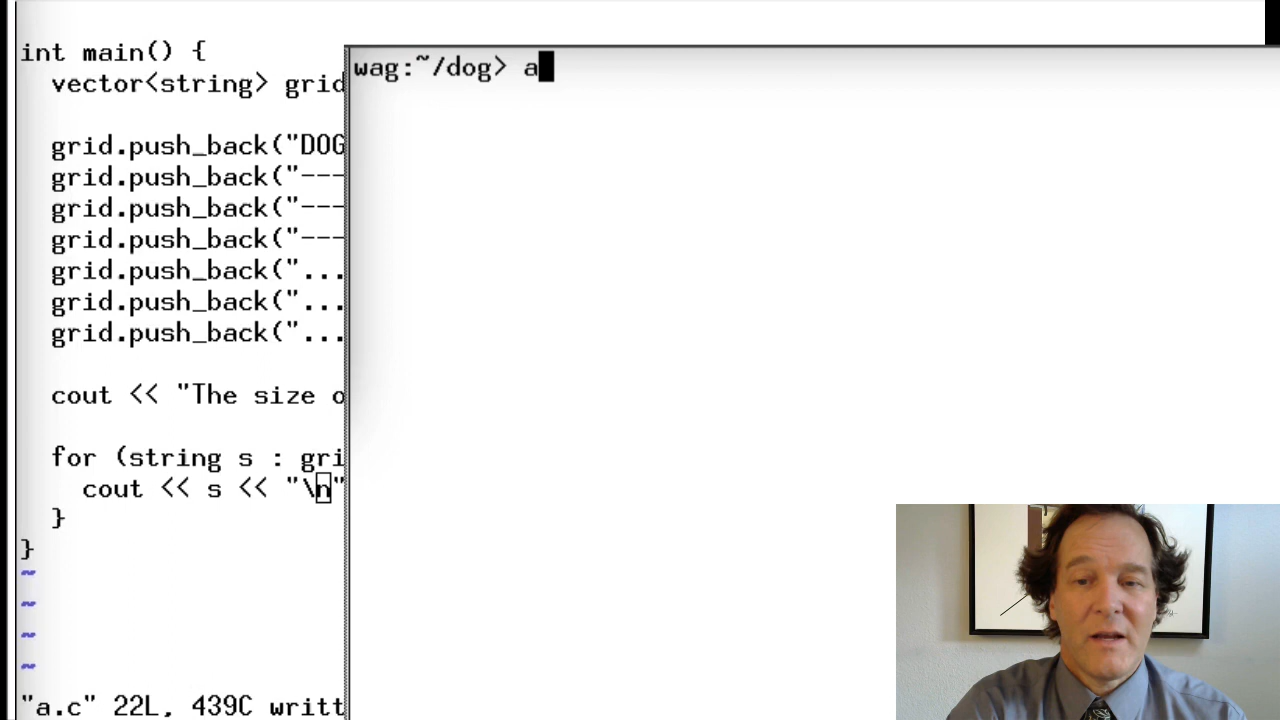 int main() {
vector<string> grid
grid.push_back("DOG
grid.push_back("---
grid.push_back("---
grid.push_back("---
grid.push_back("...
grid.push_back("...
grid.push_back("...
cout << "The size o
for (string s : gri
cout << s << "\n"
}
}
~
~
~
~
"a.c" 22L, 439C writt
wag:~/dog> a